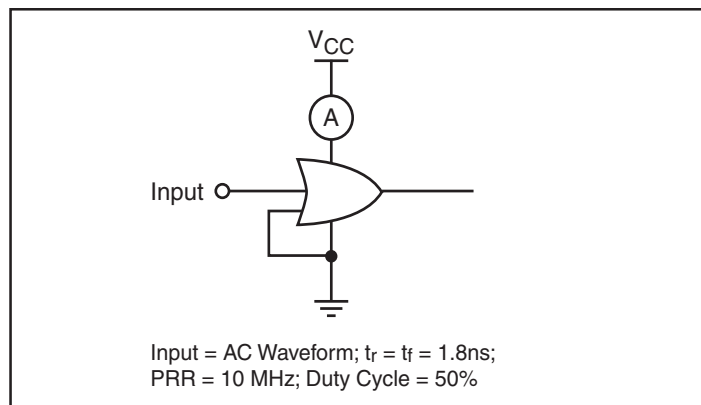 VCC
A
Input
Input = AC Waveform; tr = tf = 1.8ns;
PRR = 10 MHz; Duty Cycle = 50%